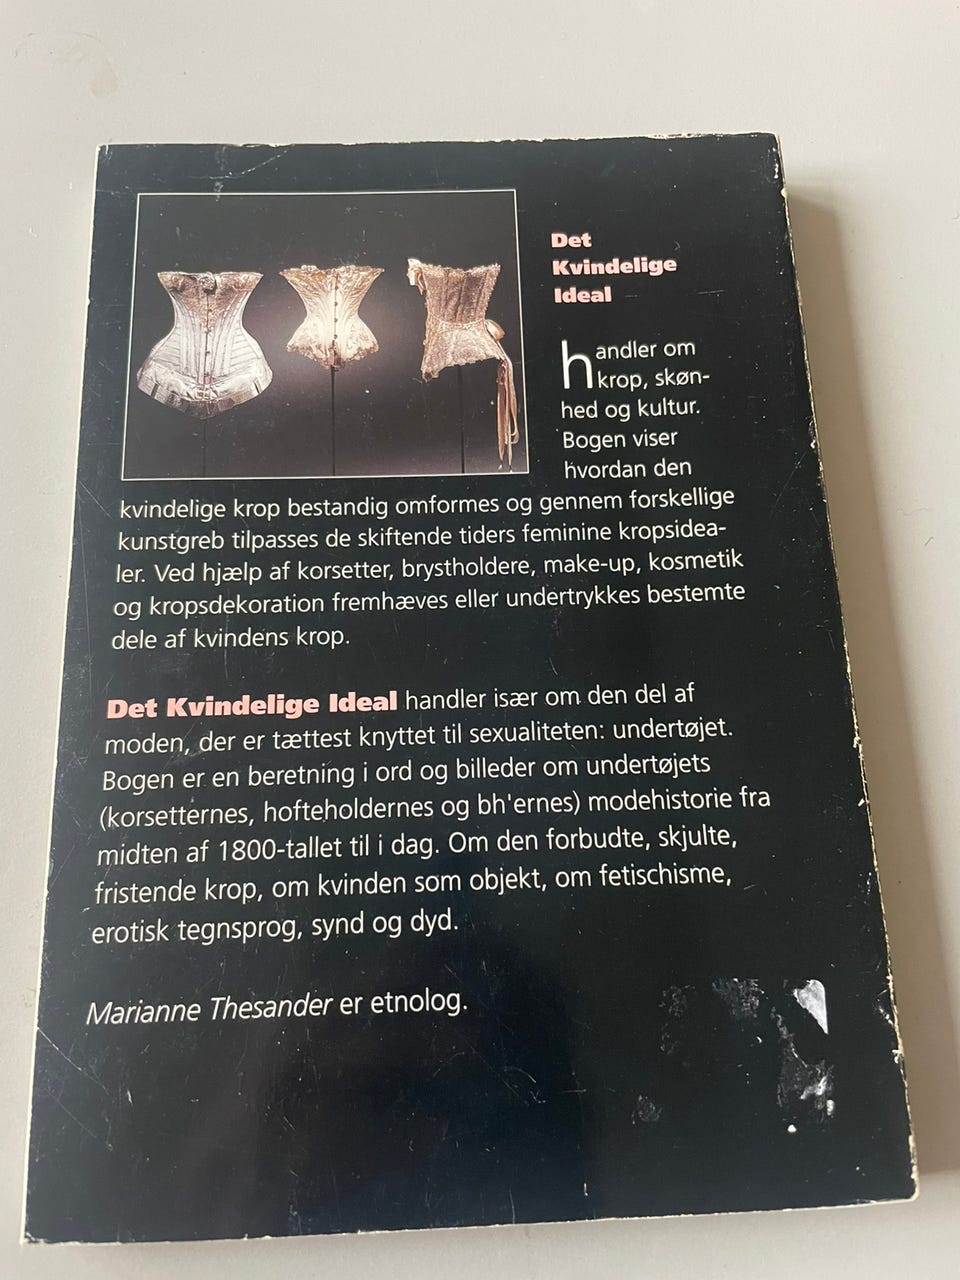 Det
Kvindelige
Ideal
handler om
krop, skøn-
hed og kultur.
Bogen viser
hvordan den
kvindelige krop bestandig omformes og gennem forskellige
kunstgreb tilpasses de skiftende tiders feminine kropsidea-
ler. Ved hjælp af korsetter, brystholdere, make-up, kosmetik
og kropsdekoration fremhæves eller undertrykkes bestemte
dele af kvindens krop.
Det Kvindelige Ideal handler især om den del af
moden, der er tættest knyttet til sexualiteten: undertøjet.
Bogen er en beretning i ord og billeder om undertøjets
(korsetternes, hofteholdernes og bh'ernes) modehistorie fra
midten af 1800-tallet til i dag. Om den forbudte, skjulte,
fristende krop, om kvinden som objekt, om fetischisme,
erotisk tegnsprog, synd og dyd.
Marianne Thesander er etnolog.